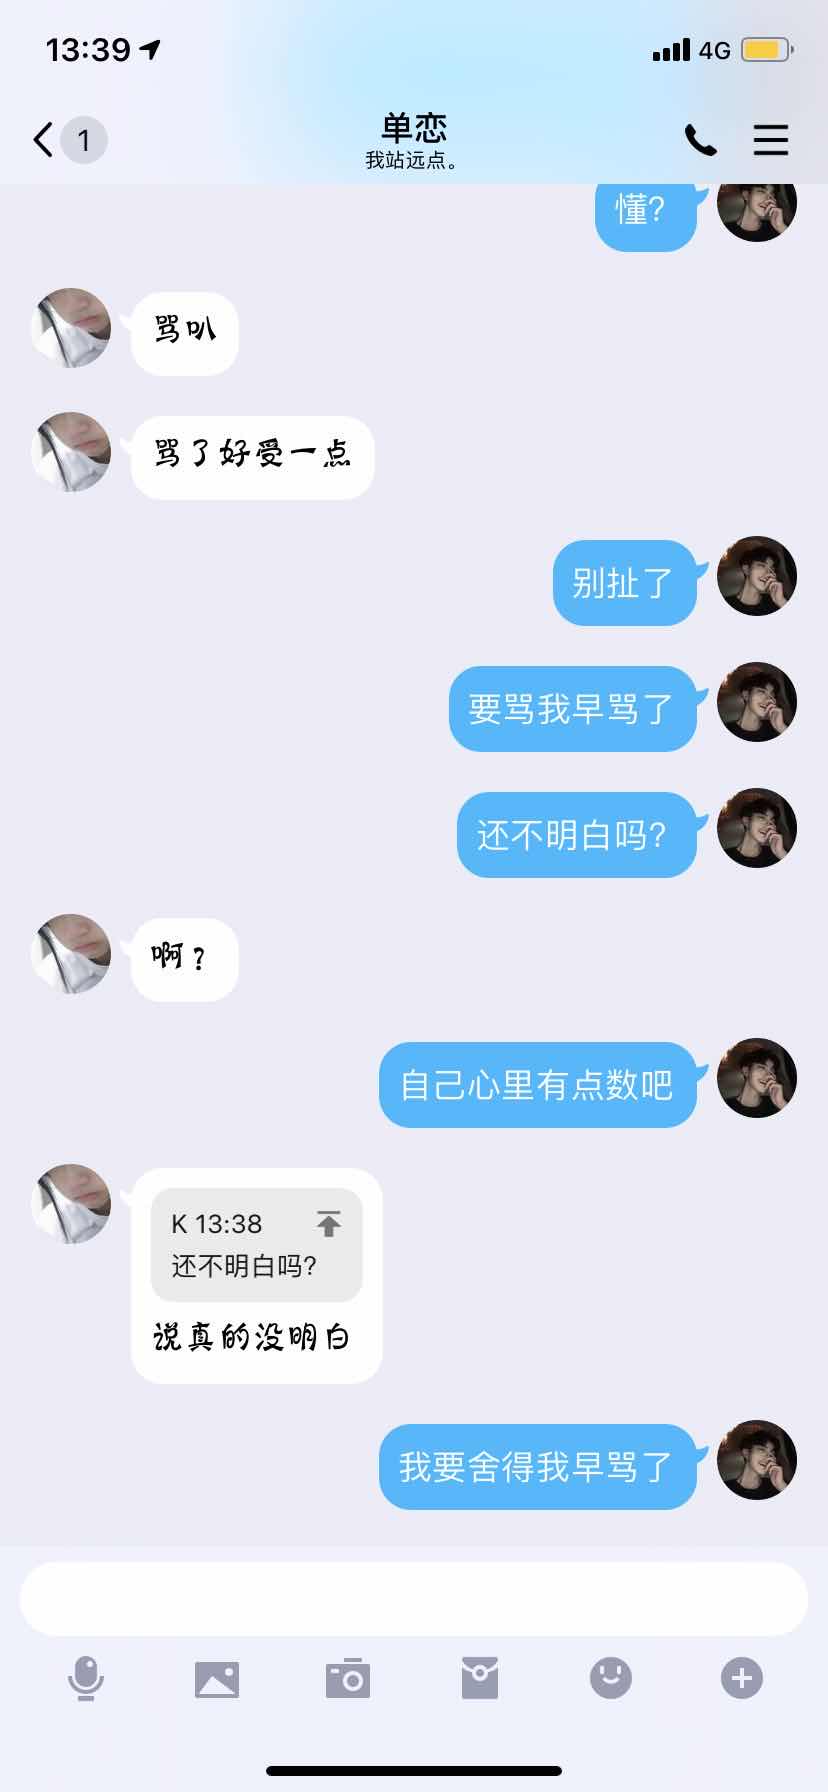 13:39
4G
1
单恋
我站远点。
懂?
骂叭
骂了好受一点
别扯了
要骂我早骂了
还不明白吗?
啊?
自己心里有点数吧
K 13:38
还不明白吗?
说真的没明白
我要舍得我早骂了